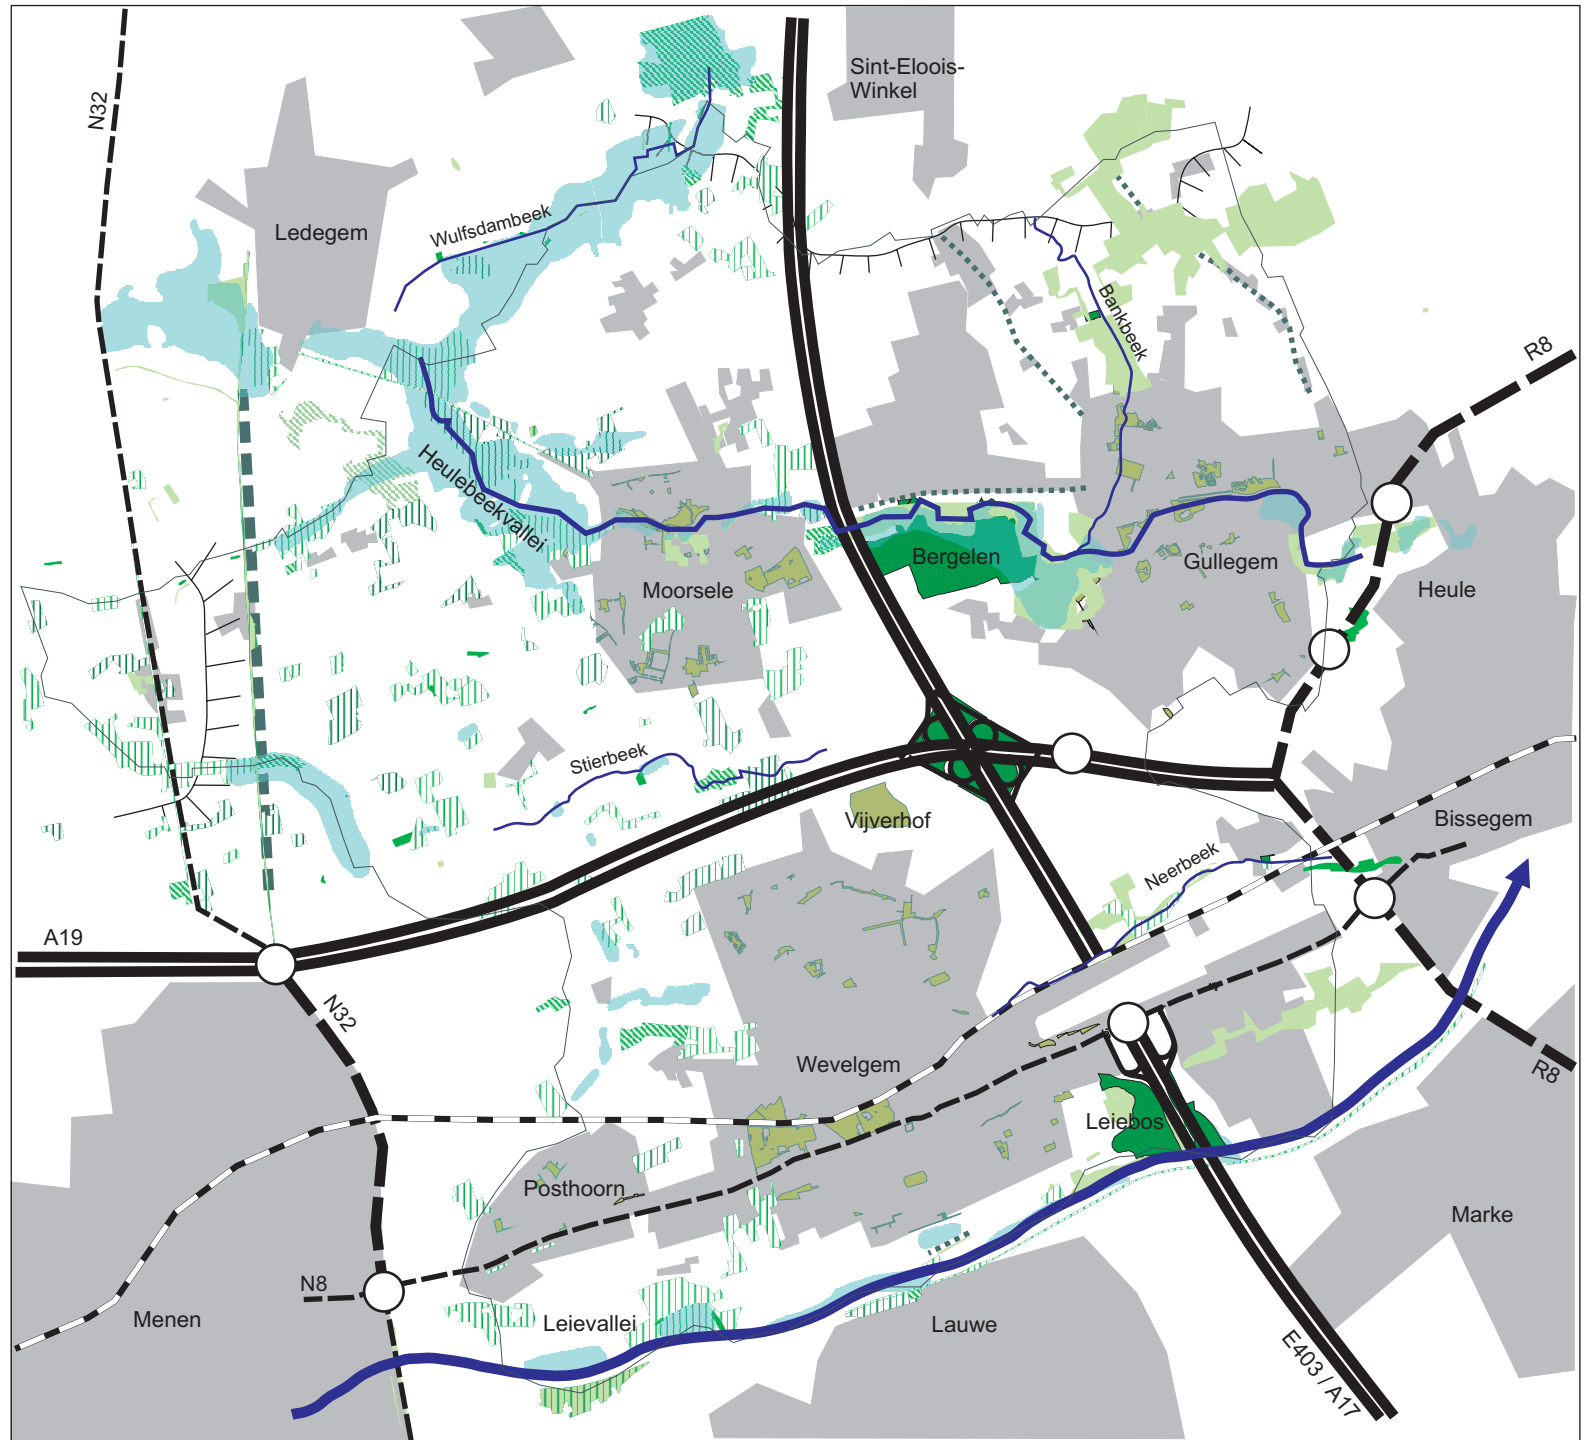 Sint-Eloois-
Winkel
N32
Ledegem
Wulfsdambeek
Bankbeek
R8
Heulebeekvallei
Bergelen
Gullegem
Moorsele
Heule
Stierbeek
Vijverhof
Bissegem
Neerbeek
A19
N32
Wevelgem
R8
Leiebos
Posthoorn
Marke
N8
Menen
Leievallei
Lauwe
E403 / A17